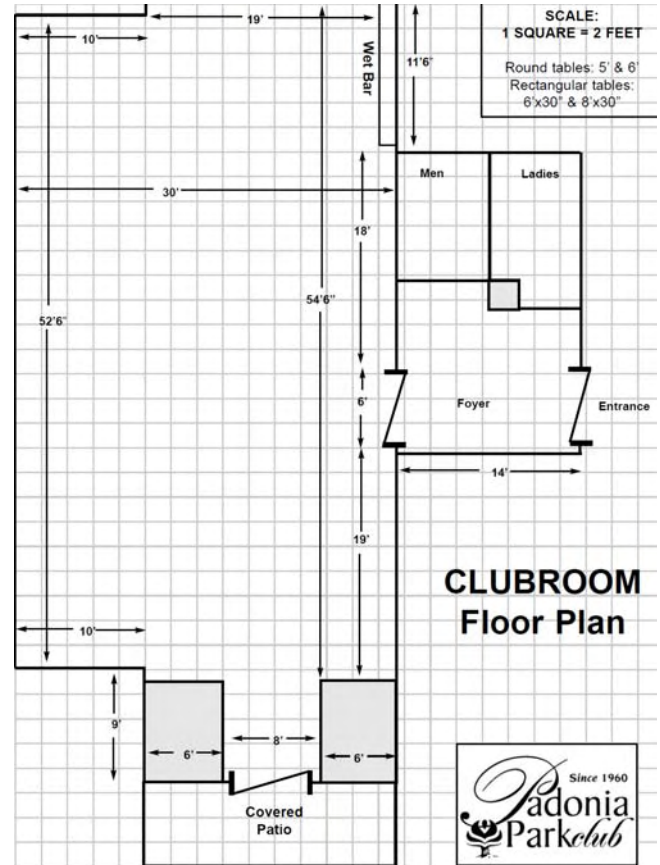 SCALE:
1 SQUARE = 2 FEET
Round tables: 5' & 6'
Rectangular tables:
6'x30" & 8'x30"
10'
19'
Wet Bar
11'6"
Men
Ladies
30'
18'
54'6"
52'6"
6'
Foyer
Entrance
14'
19'
CLUBROOM
Floor Plan
10'
9'
6'
8'
6'
Covered
Patio
Since 1960
Padonia
Parkclub